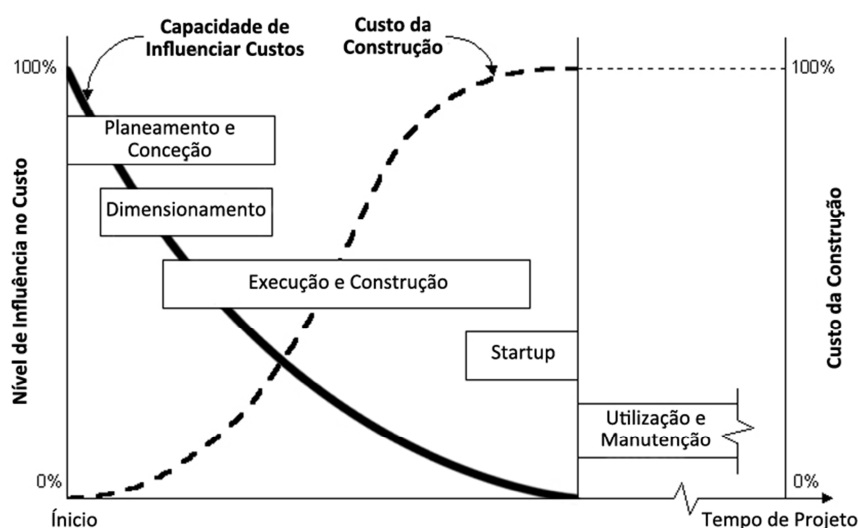 Capacidade de
Influenciar Custos
Custo da
Construção
100%
100%
Planeamento e
Conceção
Dimensionamento
Execução e Construção
Startup
Utilização e
Manutenção
Nível de Influência no Custo
Custo da Construção
0%
0%
Ínicio
Tempo de Projeto